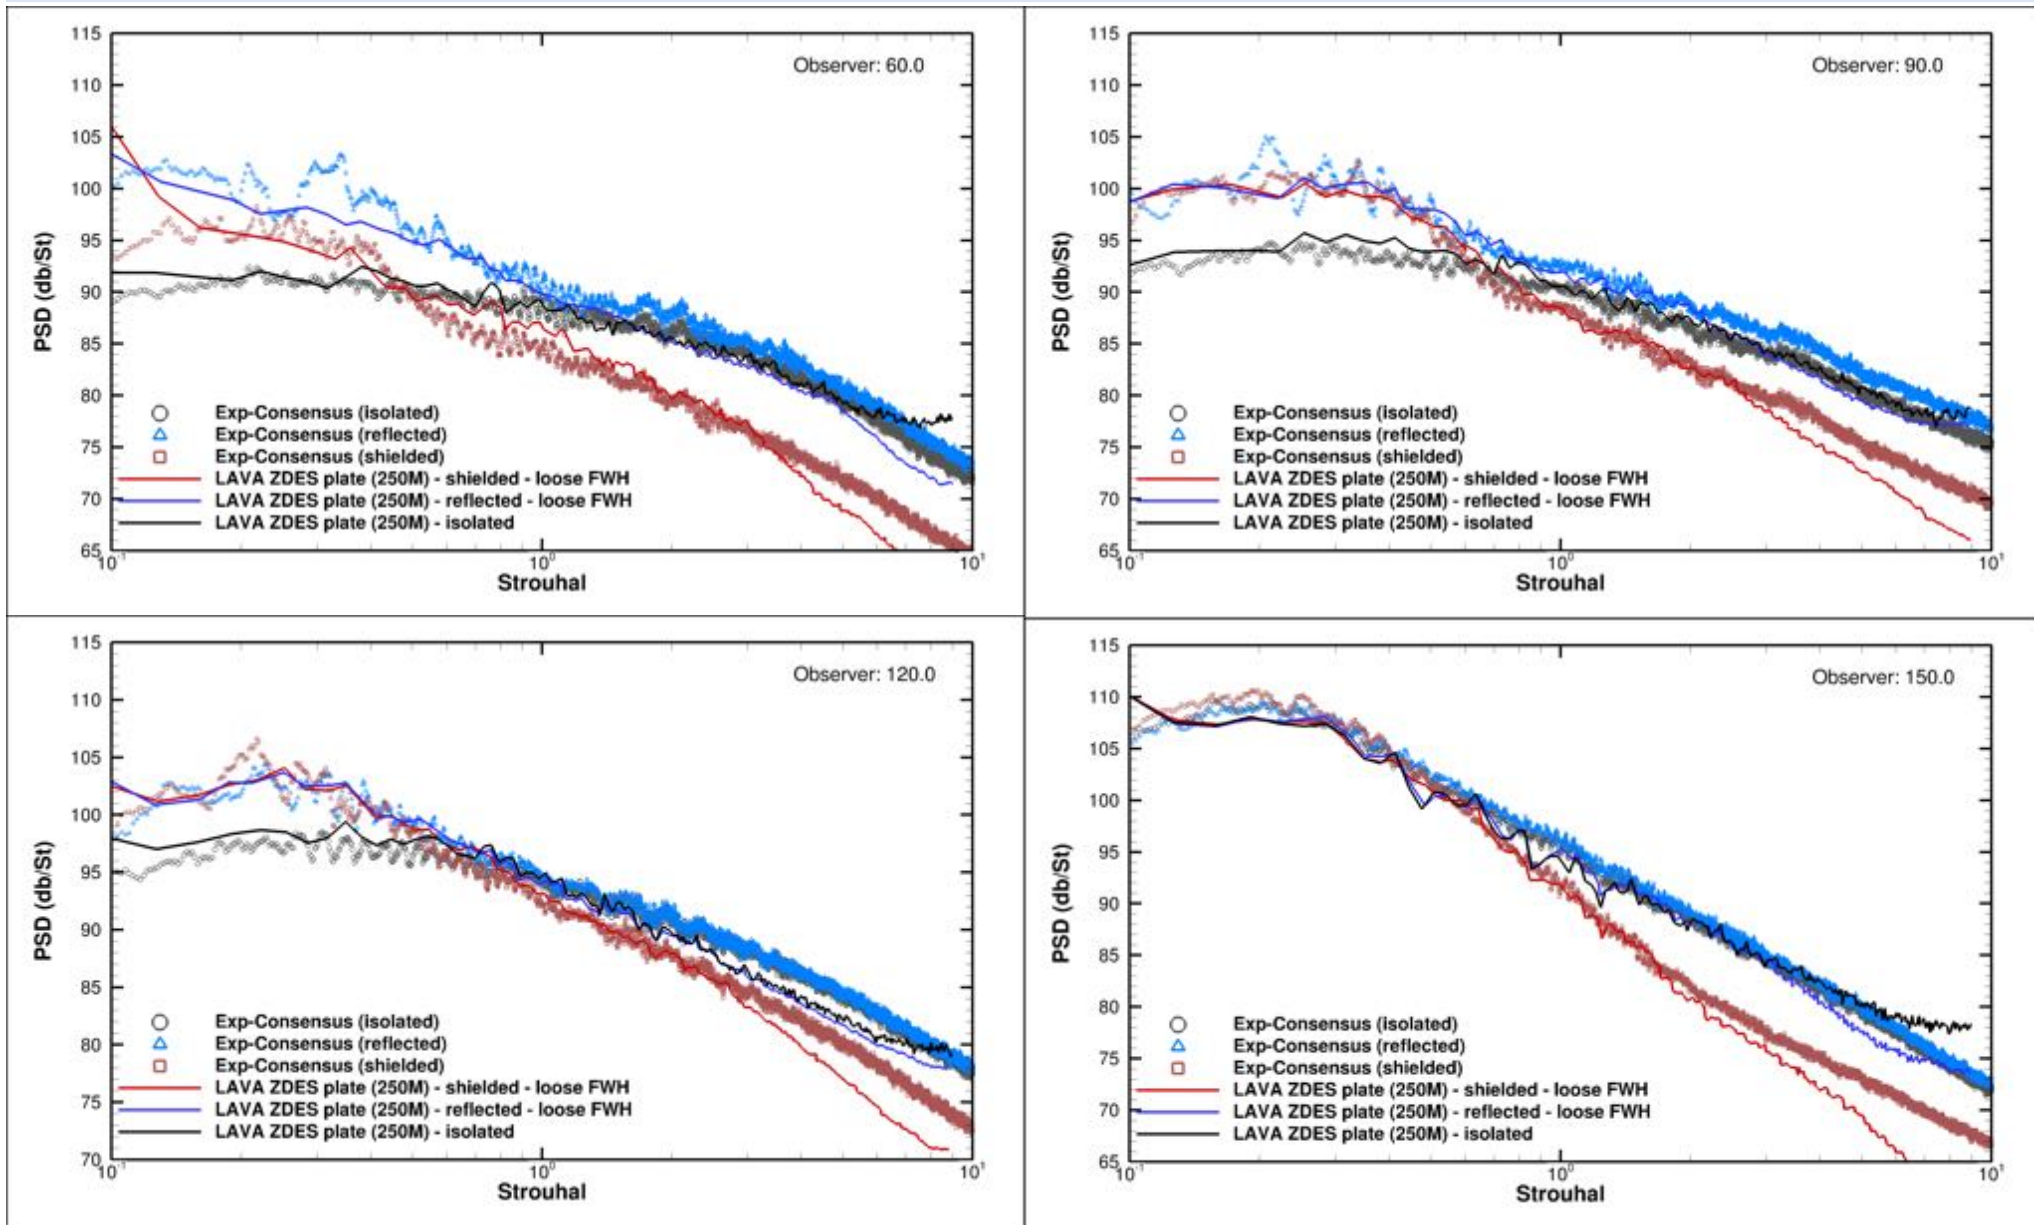 115
Observer: 60.0
110
105
100
95
PSD (db/St)
90
85
80
Exp-Consensus (isolated)
Exp-Consensus (reflected)
75
Exp-Consensus (shielded)
LAVA ZDES plate (250M) - shielded - loose FWH
70
LAVA ZDES plate (250M) - reflected - loose FWH
LAVA ZDES plate (250M) - isolated
65
10-1
100
101
Strouhal
115
Observer: 90.0
110
105
100
95
PSD (db/St)
90
85
80
Exp-Consensus (isolated)
Exp-Consensus (reflected)
75
Exp-Consensus (shielded)
LAVA ZDES plate (250M) - shielded - loose FWH
70
LAVA ZDES plate (250M) - reflected - loose FWH
LAVA ZDES plate (250M) - isolated
65
10-1
100
101
Strouhal
115
Observer: 120.0
110
105
100
95
PSD (db/St)
90
85
Exp-Consensus (isolated)
80
Exp-Consensus (reflected)
Exp-Consensus (shielded)
LAVA ZDES plate (250M) - shielded - loose FWH
75
LAVA ZDES plate (250M) - reflected - loose FWH
LAVA ZDES plate (250M) - isolated
70
10-1
100
101
Strouhal
115
Observer: 150.0
110
105
100
95
PSD (db/St)
90
85
80
Exp-Consensus (isolated)
Exp-Consensus (reflected)
75
Exp-Consensus (shielded)
LAVA ZDES plate (250M) - shielded - loose FWH
70
LAVA ZDES plate (250M) - reflected - loose FWH
LAVA ZDES plate (250M) - isolated
65
10-1
100
101
Strouhal